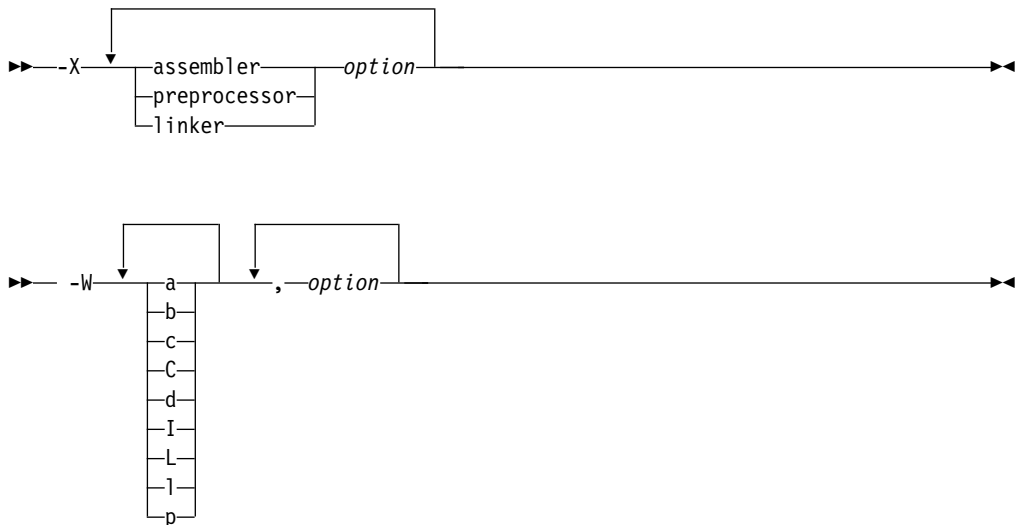 -X assembler option
preprocessor
linker
-W a , option
b
c
C
d
I
L
l
p